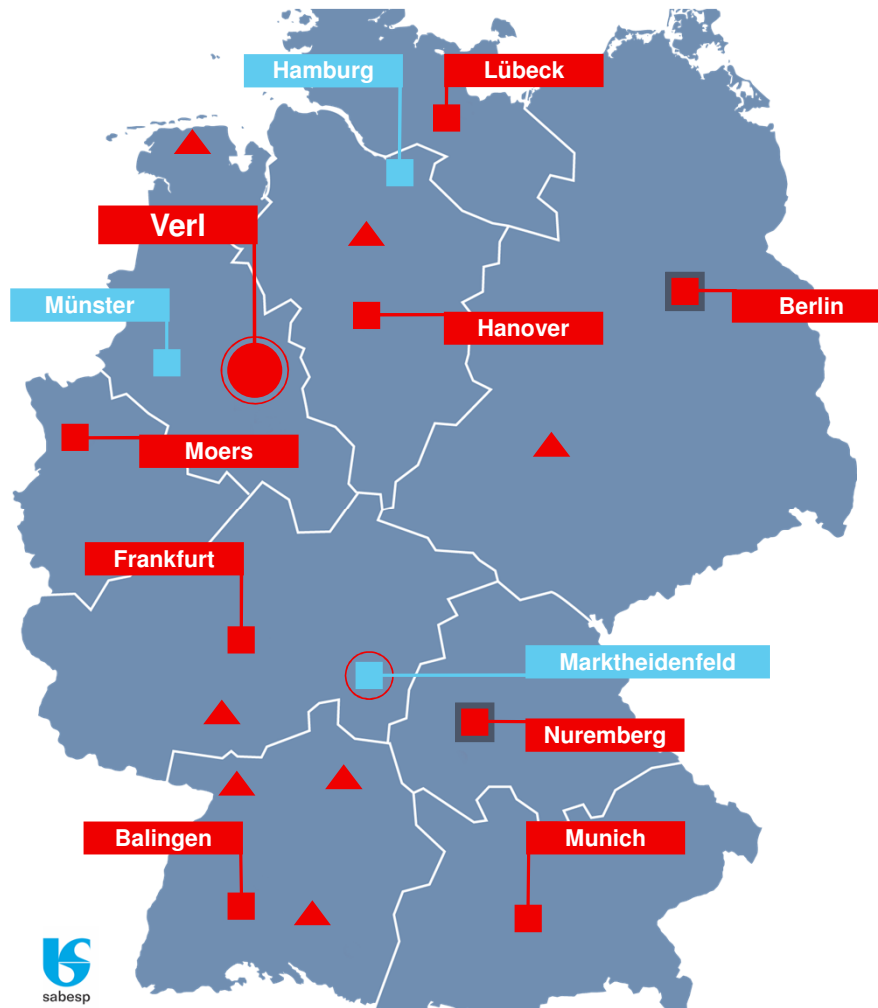 Hamburg
Lübeck
Verl
Münster
Hanover
Berlin
Moers
Frankfurt
Marktheidenfeld
Nuremberg
Balingen
Munich
sabesp